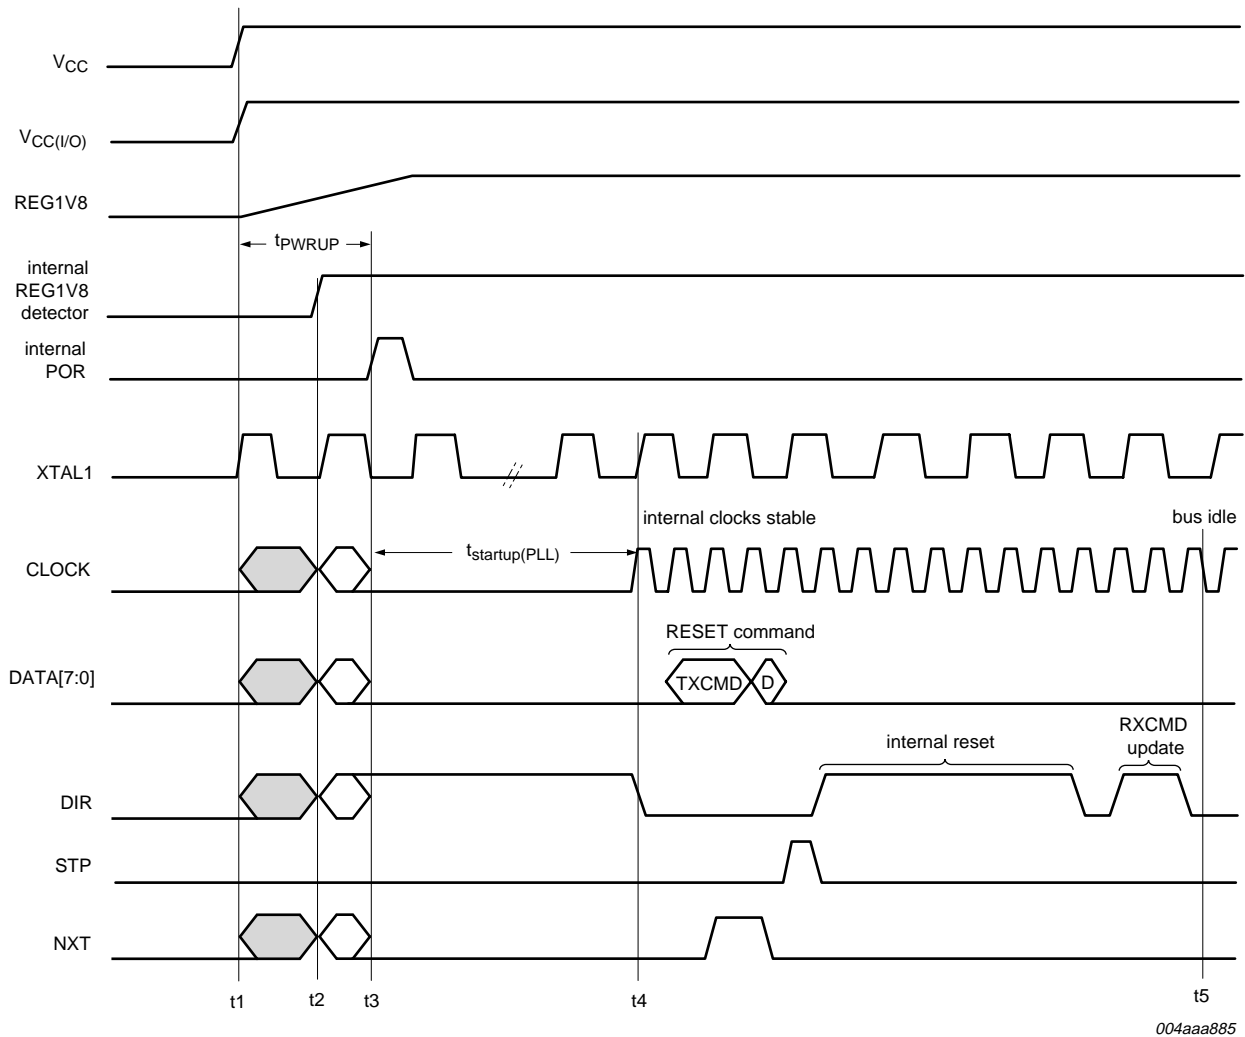 VCC
VCC(I/O)
REG1V8
tPWRUP
internal
REG1V8
detector
internal
POR
XTAL1
internal clocks stable
bus idle
CLOCK
tstartup(PLL)
RESET command
DATA[7:0]
TXCMD
D
RXCMD
update
internal reset
DIR
STP
NXT
t1
t2
t3
t4
t5
004aaa885